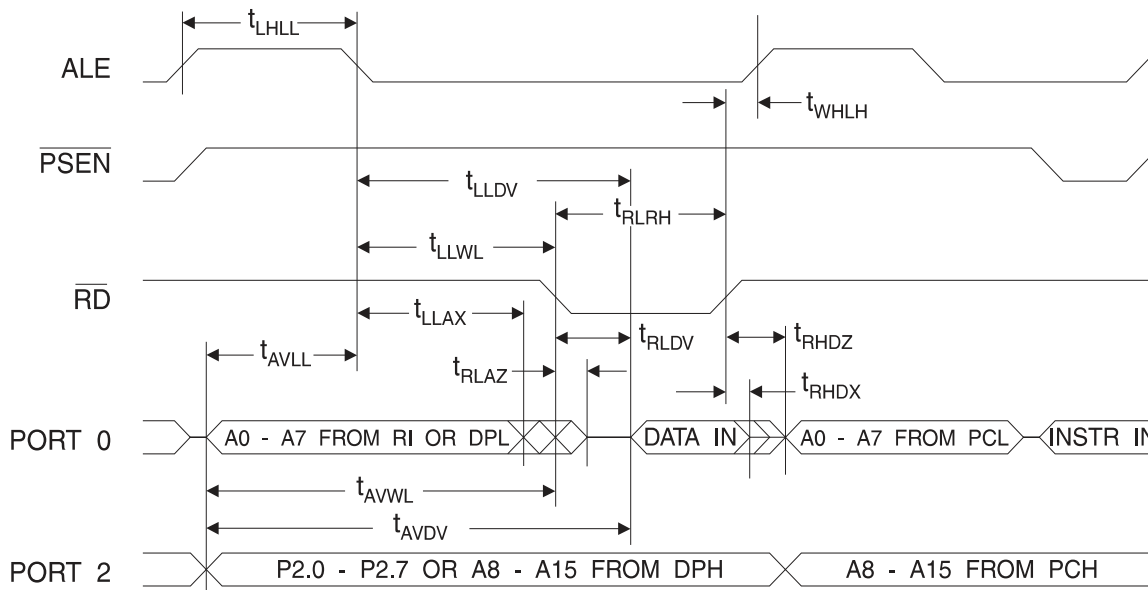 tLHLL
ALE
tWHLH
PSEN
tLLDV
tRLRH
tLLWL
RD
tLLAX
tRLDV
tRHDZ
tAVLL
tRLAZ
tRHDX
PORT 0
A0 - A7 FROM RI OR DPL
DATA IN
A0 - A7 FROM PCL
INSTR IN
tAVWL
tAVDV
PORT 2
P2.0 - P2.7 OR A8 - A15 FROM DPH
A8 - A15 FROM PCH